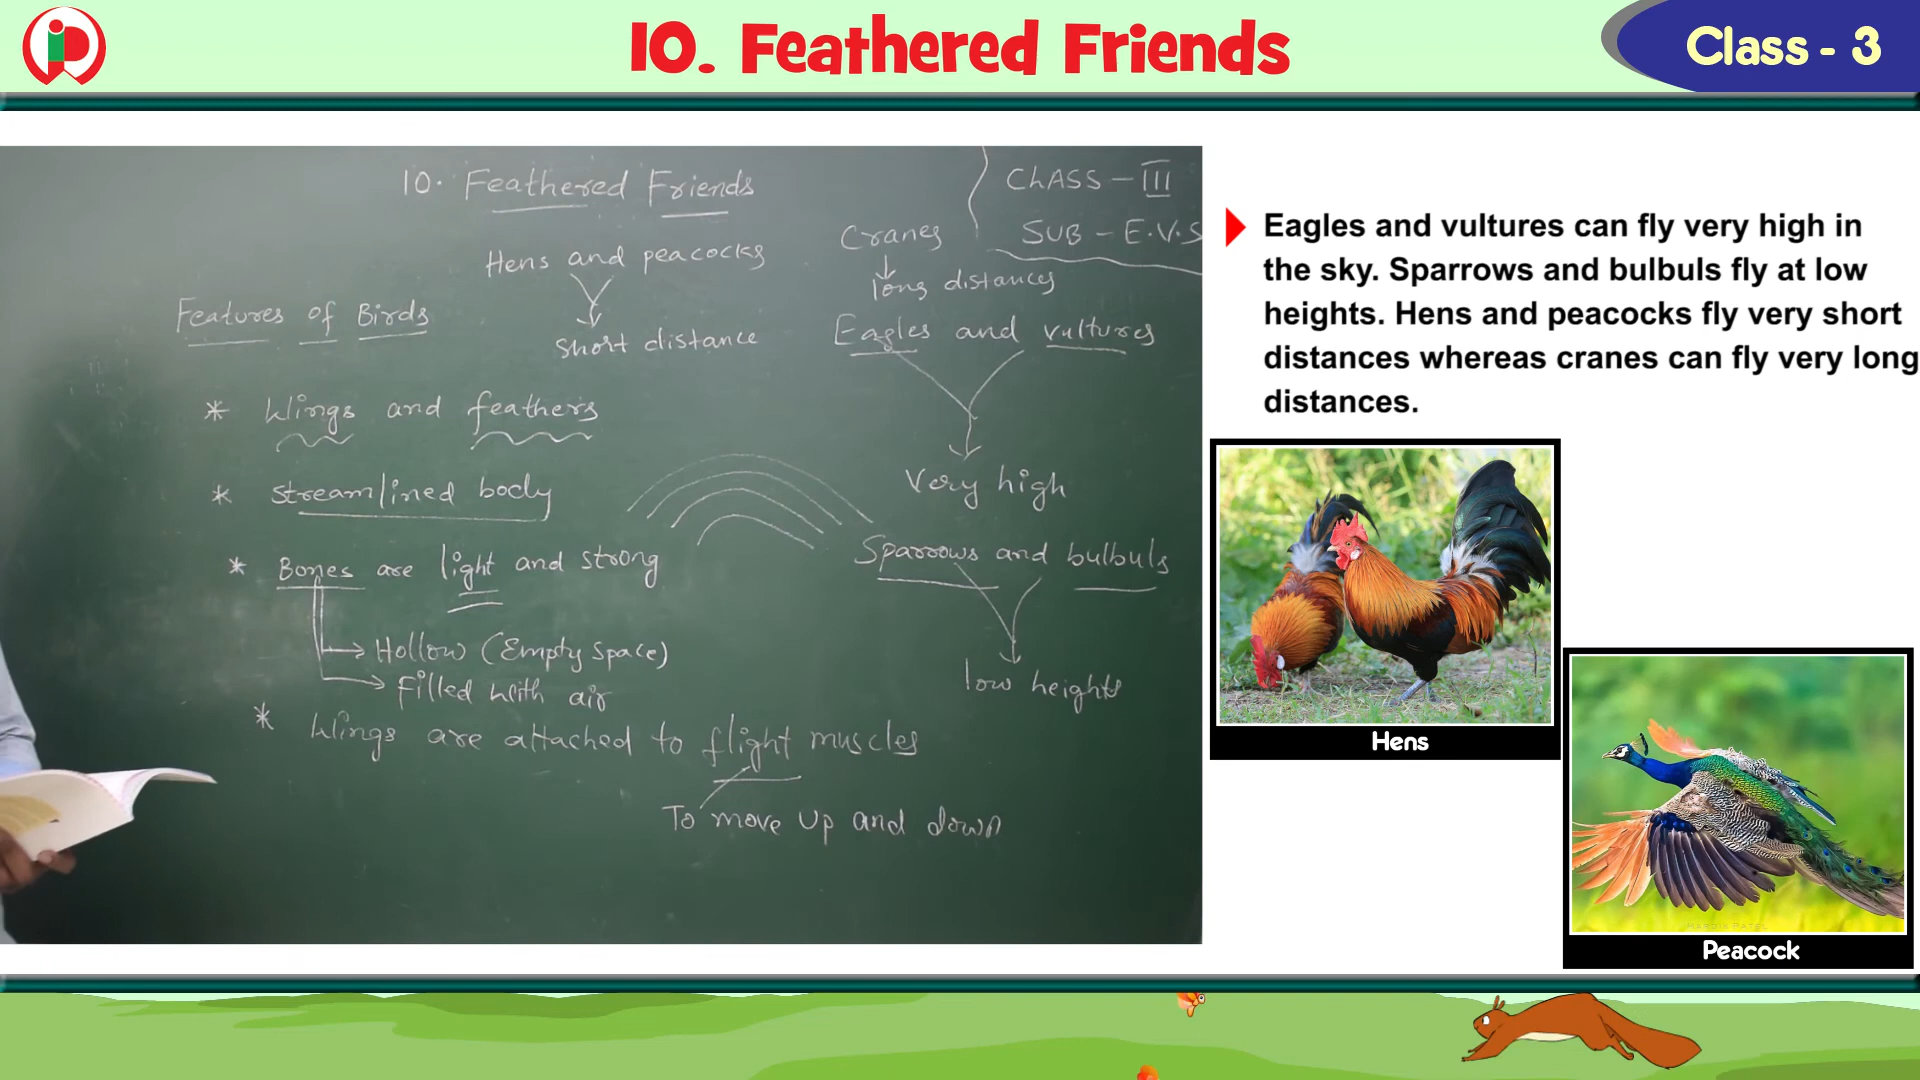 10. Feathered Friends
Class - 3
10. Feathered Friends
CLASS - III
SUB - E.V.S
Hens and peacocks
short distance
Cranes
long distances
Features of Birds
Eagles and vultures
Very high
* Wings and feathers
* streamlined body
* Bones are light and strong
Hollow (Empty space)
filled with air
Sparrows and bulbuls
low heights
* Wings are attached to flight muscles
To move up and down
Eagles and vultures can fly very high in
the sky. Sparrows and bulbuls fly at low
heights. Hens and peacocks fly very short
distances whereas cranes can fly very long
distances.
Hens
Peacock